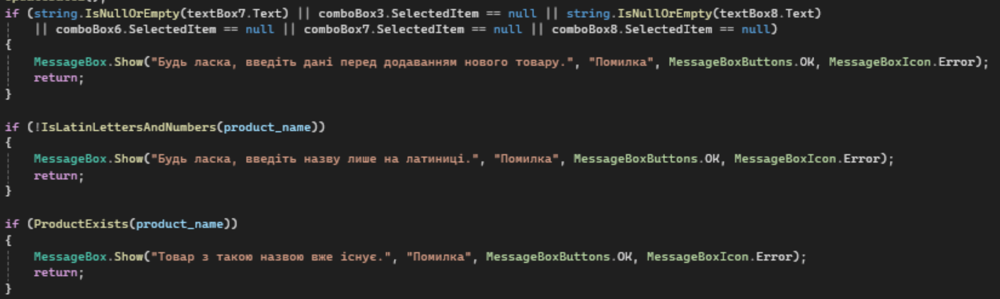 if (string.IsNullOrEmpty(textBox7.Text) || comboBox3.SelectedItem == null || string.IsNullOrEmpty(textBox8.Text)
|| comboBox6.SelectedItem == null || comboBox7.SelectedItem == null || comboBox8.SelectedItem == null)
{
MessageBox.Show("Будь ласка, введіть дані перед додаванням нового товару.", "Помилка", MessageBoxButtons.OK, MessageBoxIcon.Error);
return;
}
if (!IsLatinLettersAndNumbers(product_name))
{
MessageBox.Show("Будь ласка, введіть назву лише на латиниці.", "Помилка", MessageBoxButtons.OK, MessageBoxIcon.Error);
return;
}
if (ProductExists(product_name))
{
MessageBox.Show("Товар з такою назвою вже існує.", "Помилка", MessageBoxButtons.OK, MessageBoxIcon.Error);
return;
}